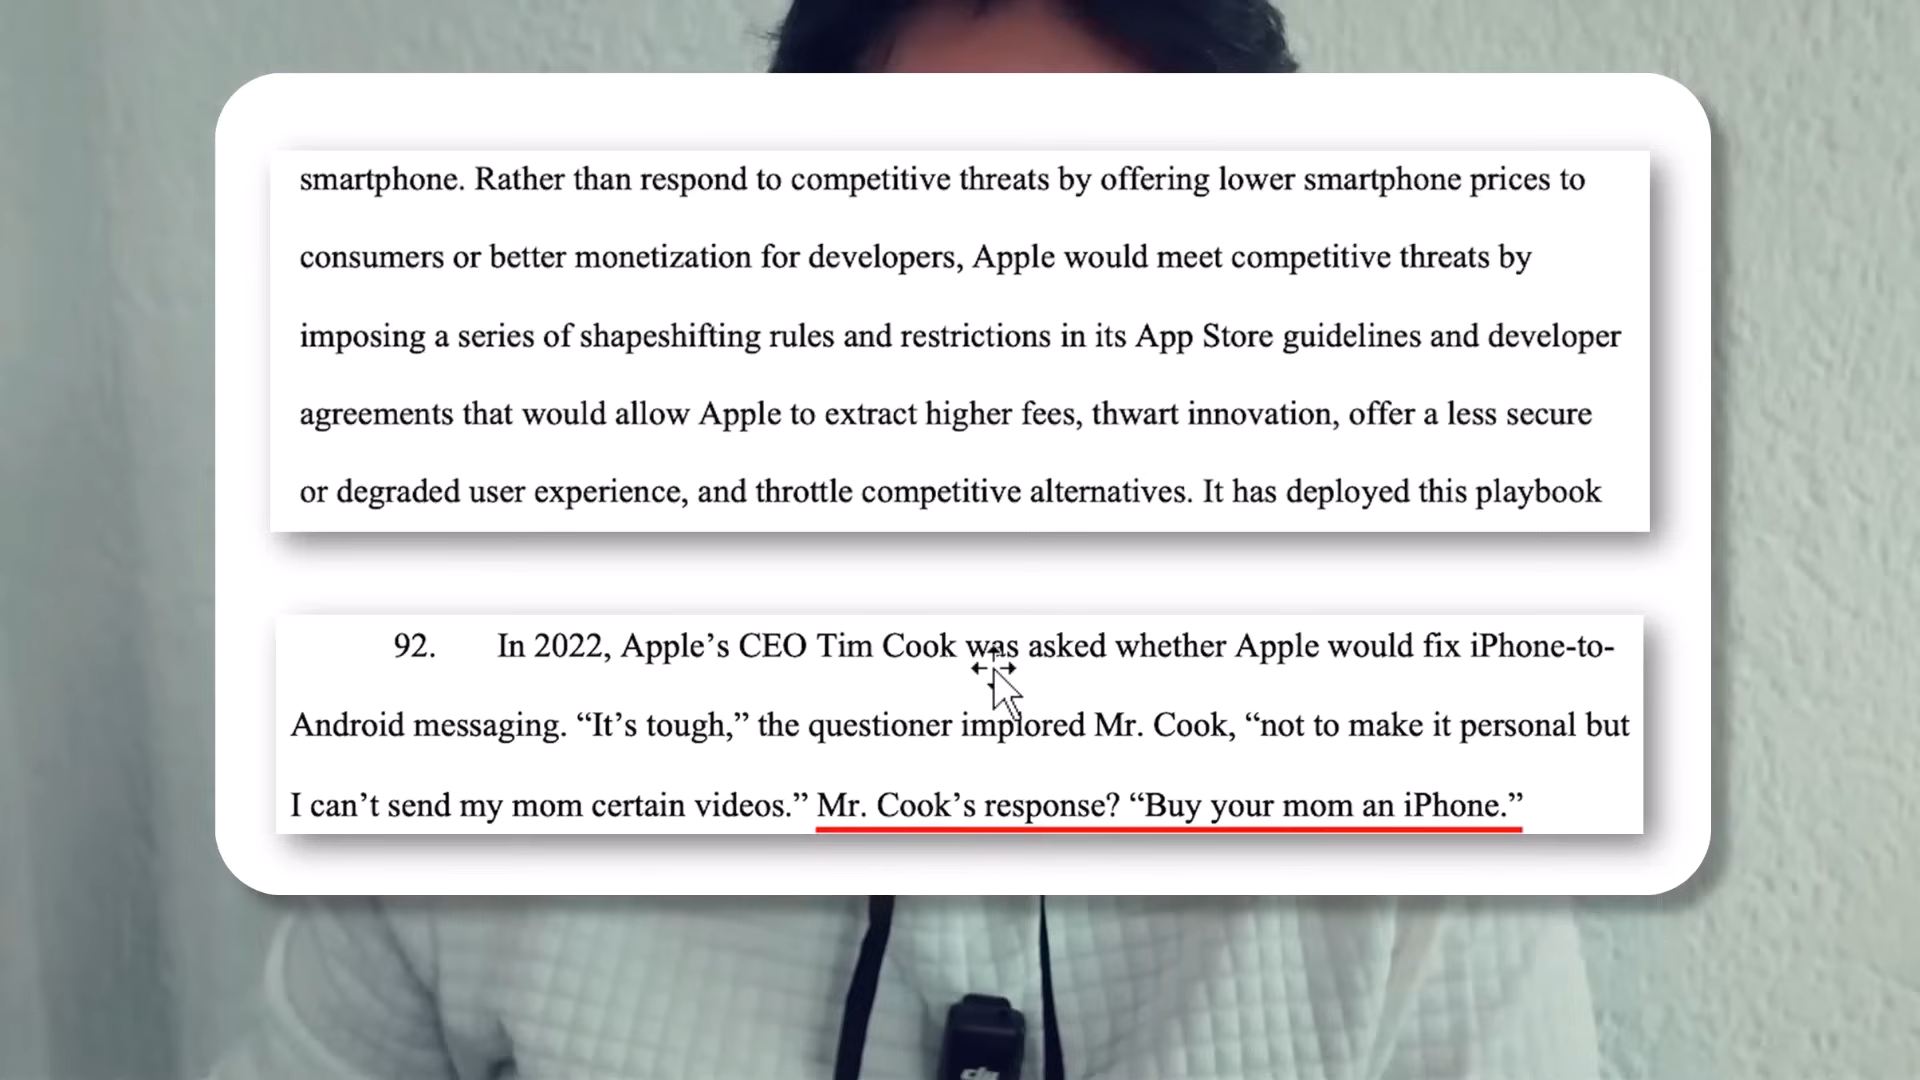 smartphone. Rather than respond to competitive threats by offering lower smartphone prices to
consumers or better monetization for developers, Apple would meet competitive threats by
imposing a series of shapeshifting rules and restrictions in its App Store guidelines and developer
agreements that would allow Apple to extract higher fees, thwart innovation, offer a less secure
or degraded user experience, and throttle competitive alternatives. It has deployed this playbook
92. In 2022, Apple’s CEO Tim Cook was asked whether Apple would fix iPhone-to-
Android messaging. “It’s tough,” the questioner implored Mr. Cook, “not to make it personal but
I can’t send my mom certain videos.” Mr. Cook’s response? “Buy your mom an iPhone.”
dji